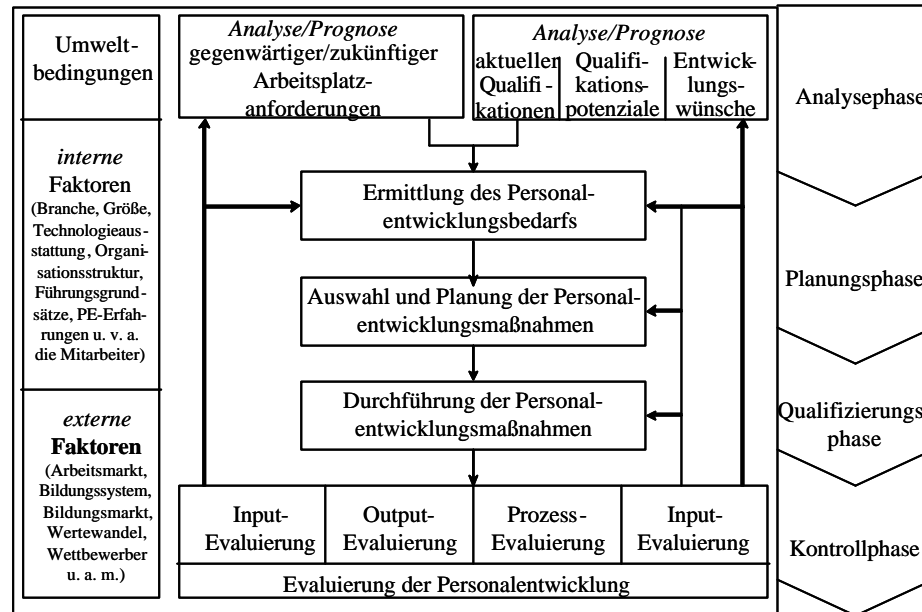 Umwelt-
bedingungen
interne
Faktoren
(Branche, Größe,
Technologieaus-
stattung, Organi-
sationsstruktur,
Führungsgrund-
sätze, PE-Erfah-
rungen u. v. a.
die Mitarbeiter)
externe
Faktoren
(Arbeitsmarkt,
Bildungssystem,
Bildungsmarkt,
Wertewandel,
Wettbewerber
u. a. m.)
Analyse/Prognose
gegenwärtiger/zukünftiger
Arbeitsplatz-
anforderungen
Analyse/Prognose
aktueller
Qualifi-
kationen
Qualifi-
kations-
potenziale
Entwick-
lungs-
wünsche
Ermittlung des Personal-
entwicklungsbedarfs
Auswahl und Planung der Personal-
entwicklungsmaßnahmen
Durchführung der Personal-
entwicklungsmaßnahmen
Input-
Evaluierung
Output-
Evaluierung
Prozess-
Evaluierung
Input-
Evaluierung
Evaluierung der Personalentwicklung
Analysephase
Planungsphase
Qualifizierungs
phase
Kontrollphase